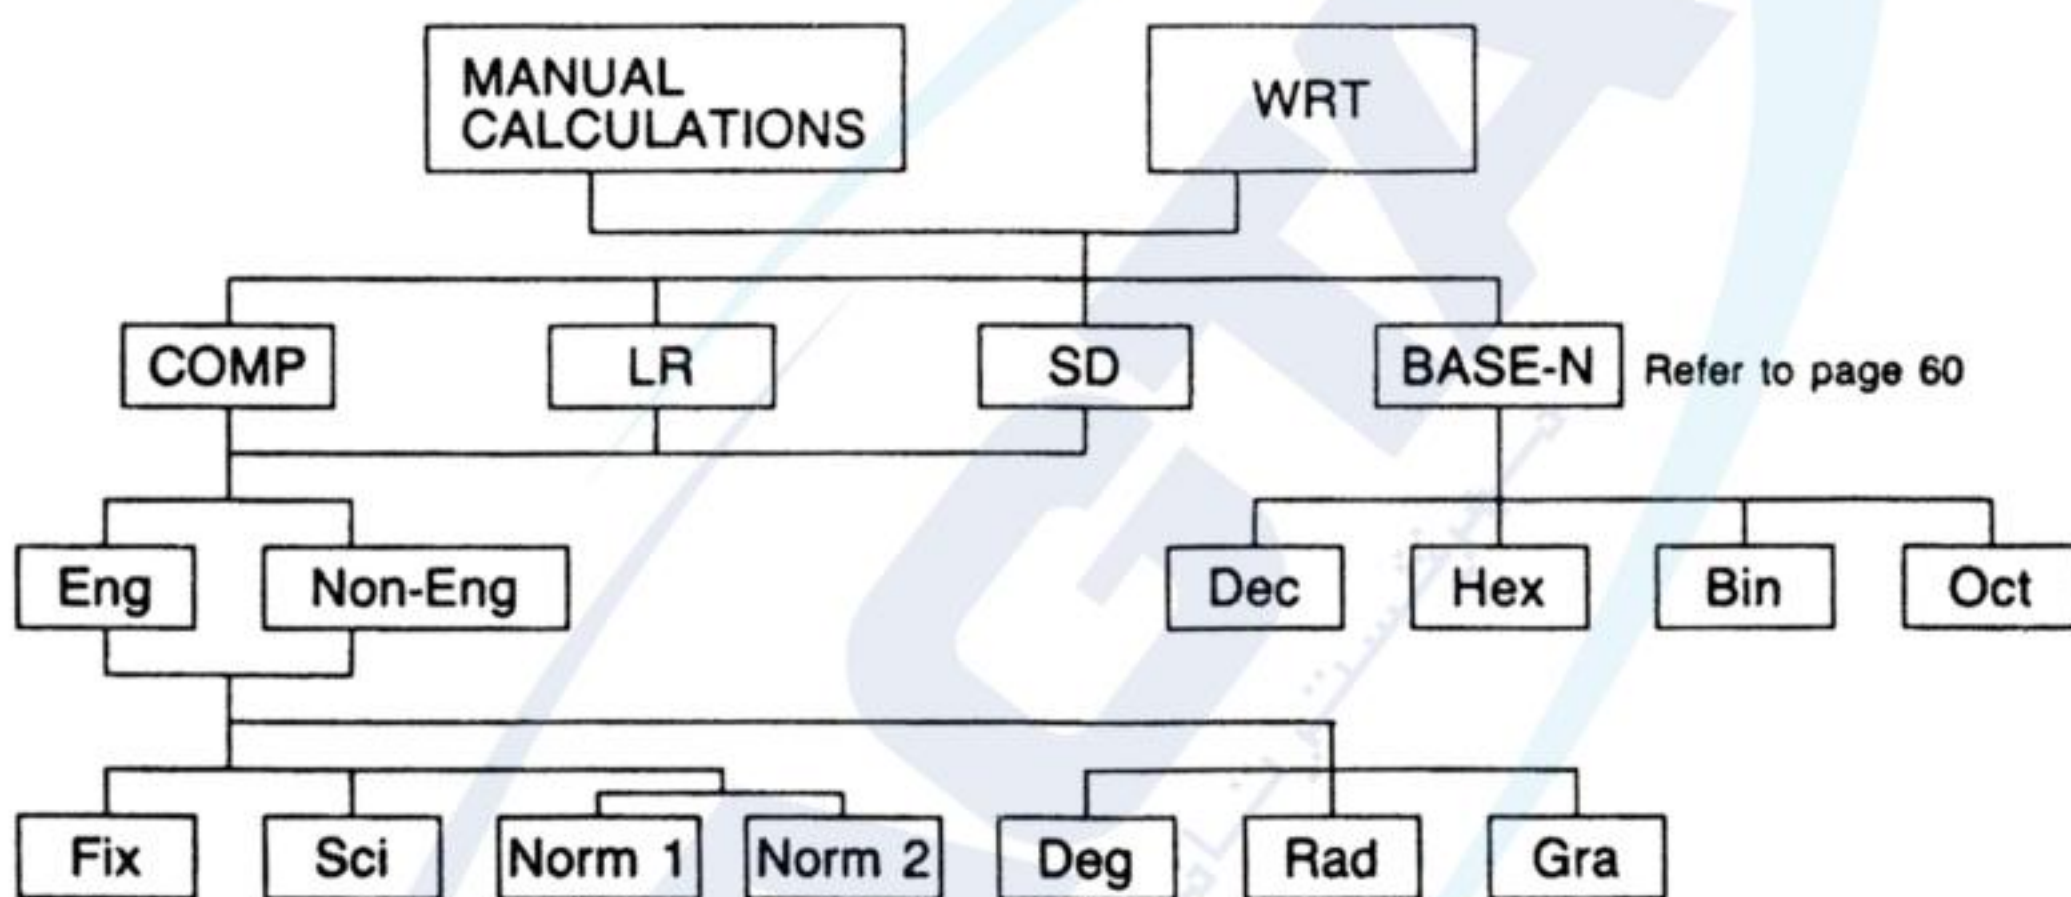 MANUAL
CALCULATIONS
WRT
COMP
LR
SD
BASE-N
Refer to page 60
Eng
Non-Eng
Dec
Hex
Bin
Oct
Fix
Sci
Norm 1
Norm 2
Deg
Rad
Gra